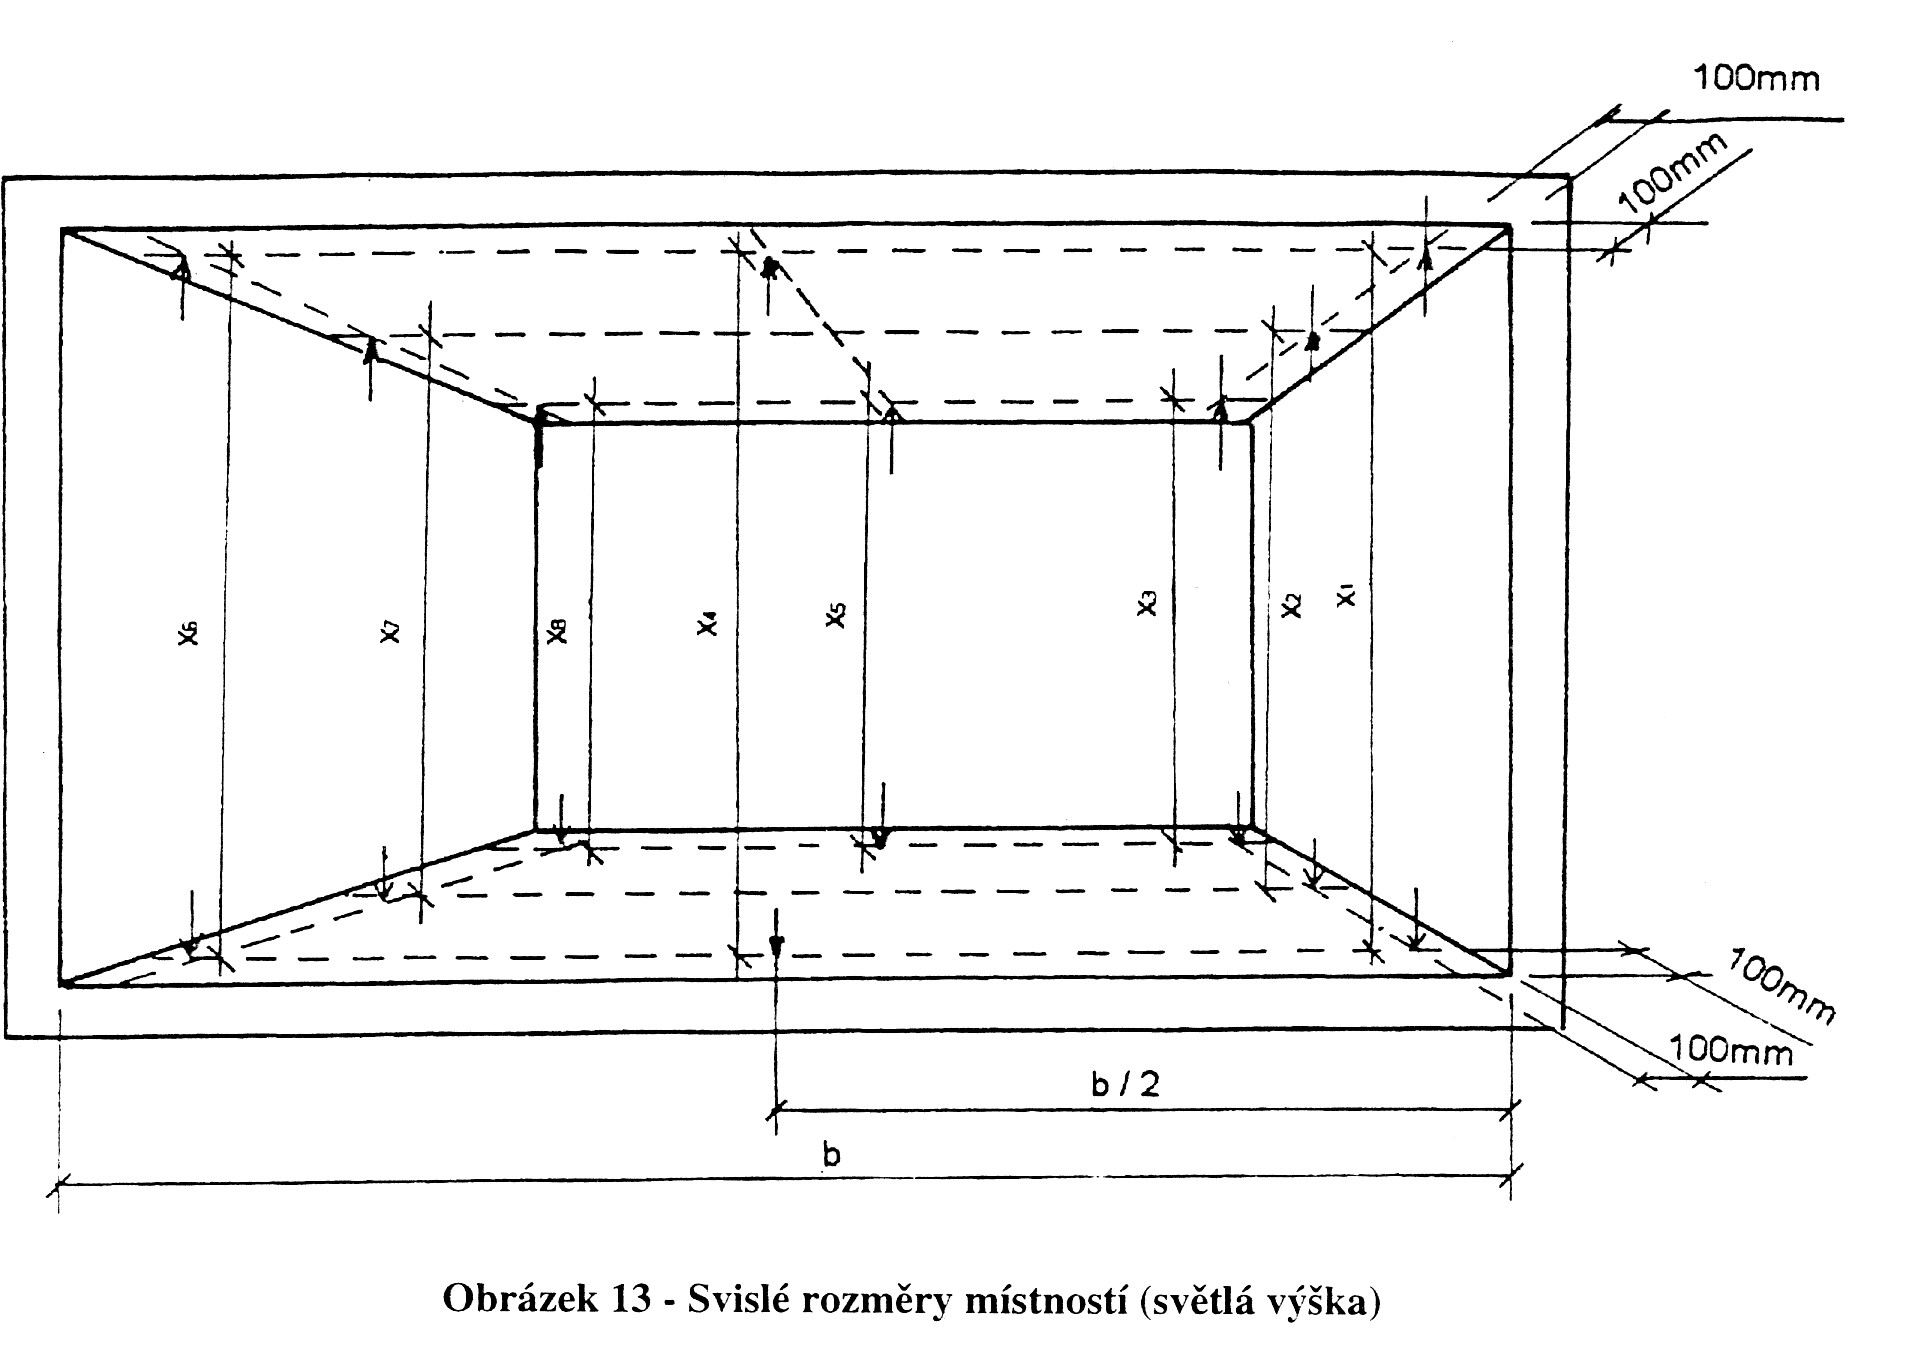 100mm
100mm
X6
X7
X8
X4
X5
X3
X2
X1
100mm
100mm
b / 2
b
Obrázek 13 - Svislé rozměry místností (světlá výška)